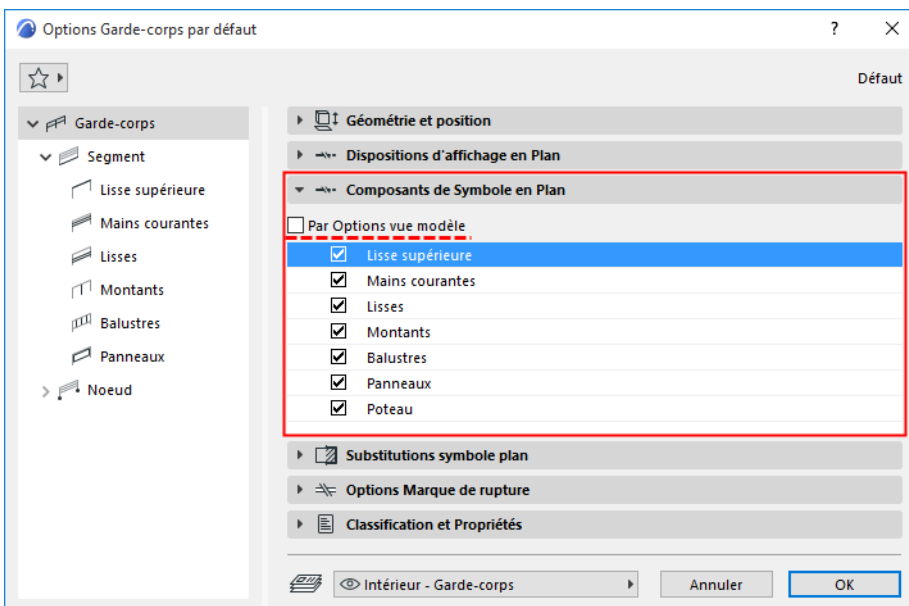 Options Garde-corps par défaut
?
Défaut
Garde-corps
Segment
Lisse supérieure
Mains courantes
Lisses
Montants
Balustres
Panneaux
Noeud
Géométrie et position
Dispositions d'affichage en Plan
Composants de Symbole en Plan
Par Options vue modèle
Lisse supérieure
Mains courantes
Lisses
Montants
Balustres
Panneaux
Poteau
Substitutions symbole plan
Options Marque de rupture
Classification et Propriétés
Intérieur - Garde-corps
Annuler
OK